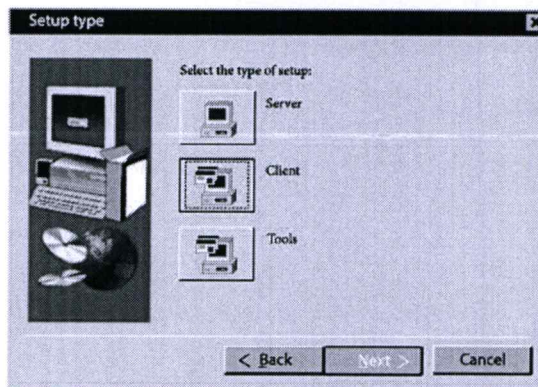 Setup type
Select the type of setup:
Server
Client
Tools
< Back
Next >
Cancel